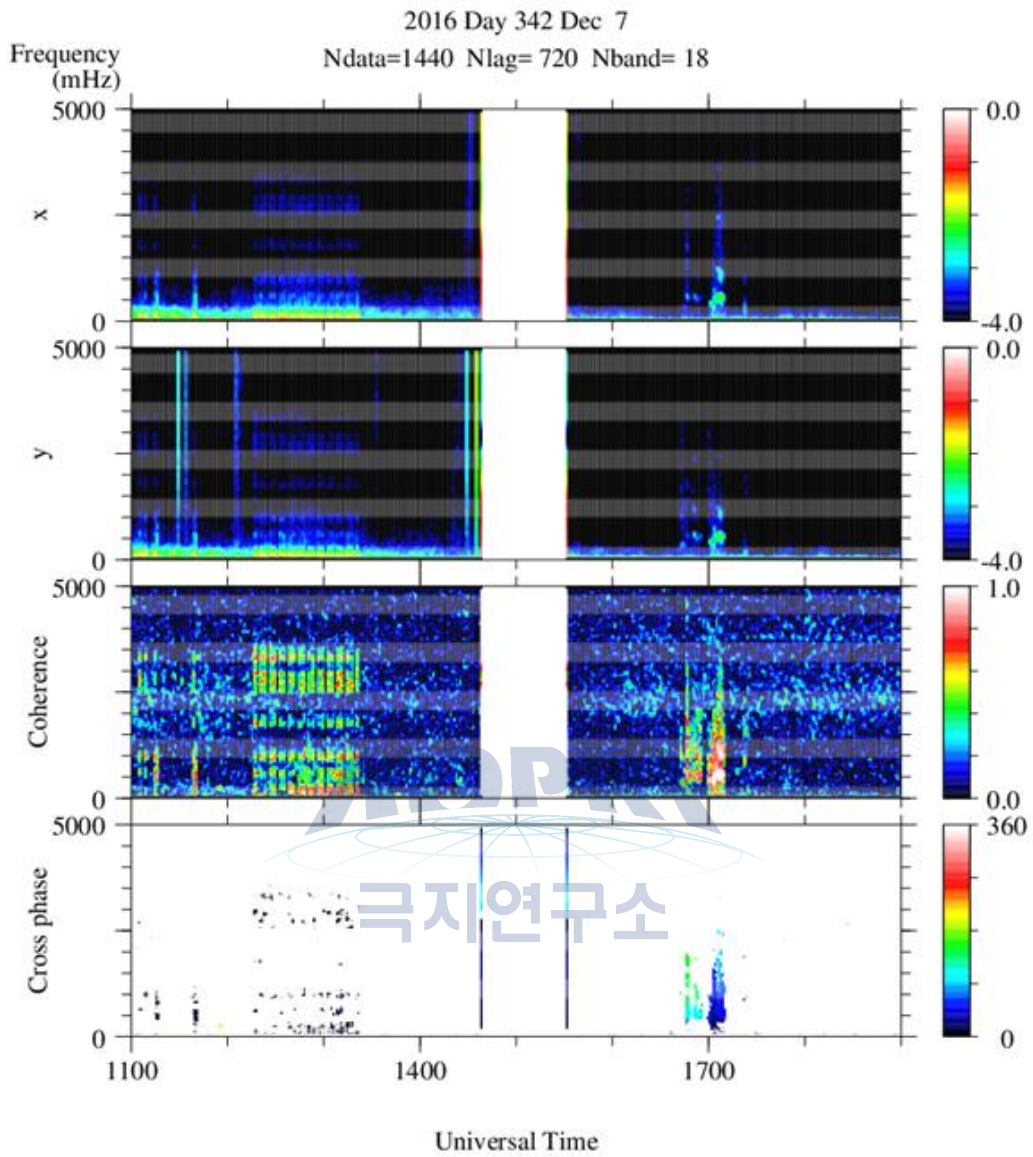 2016 Day 342 Dec 7
Frequency
(mHz)
Ndata=1440 Nlag= 720 Nband= 18
5000
x
0
0.0
-4.0
5000
y
0
0.0
-4.0
5000
Coherence
0
1.0
0.0
5000
Cross phase
0
360
0
1100
1400
1700
Universal Time
KOPRI
극지연구소